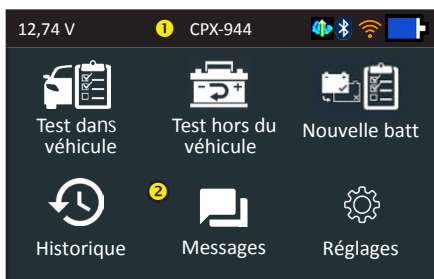 12,74 V 1 CPX-944
Test dans véhicule
Test hors du véhicule
Nouvelle batt
2
Historique
Messages
Réglages